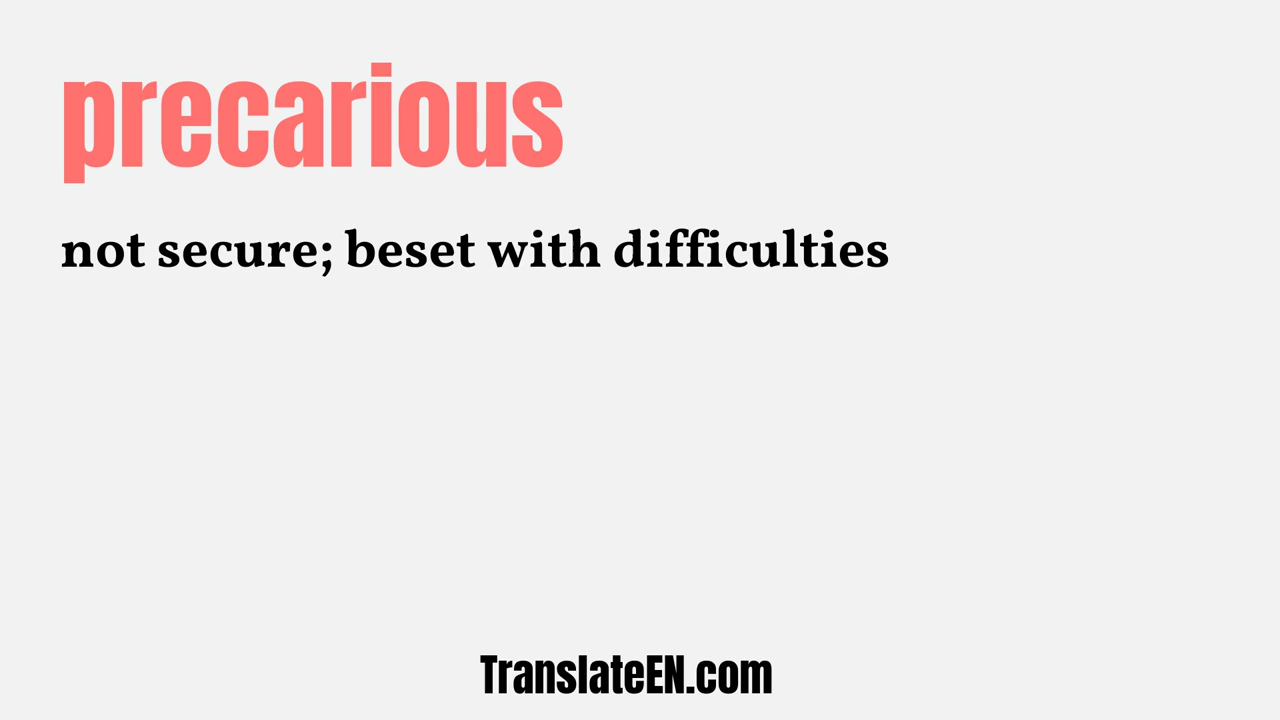 precarious
not secure; beset with difficulties
TranslateEN.com